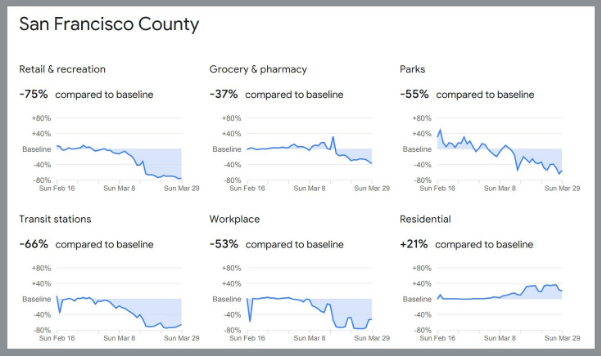 San Francisco County
Retail & recreation
-75% compared to baseline
+80%
+40%
Baseline
-40%
-80%
Sun Feb 16 Sun Mar 8 Sun Mar 29
Grocery & pharmacy
-37% compared to baseline
+80%
+40%
Baseline
-40%
-80%
Sun Feb 16 Sun Mar 8 Sun Mar 29
Parks
-55% compared to baseline
+80%
+40%
Baseline
-40%
-80%
Sun Feb 16 Sun Mar 8 Sun Mar 29
Transit stations
-66% compared to baseline
+80%
+40%
Baseline
-40%
-80%
Sun Feb 16 Sun Mar 8 Sun Mar 29
Workplace
-53% compared to baseline
+80%
+40%
Baseline
-40%
-80%
Sun Feb 16 Sun Mar 8 Sun Mar 29
Residential
+21% compared to baseline
+80%
+40%
Baseline
-40%
-80%
Sun Feb 16 Sun Mar 8 Sun Mar 29